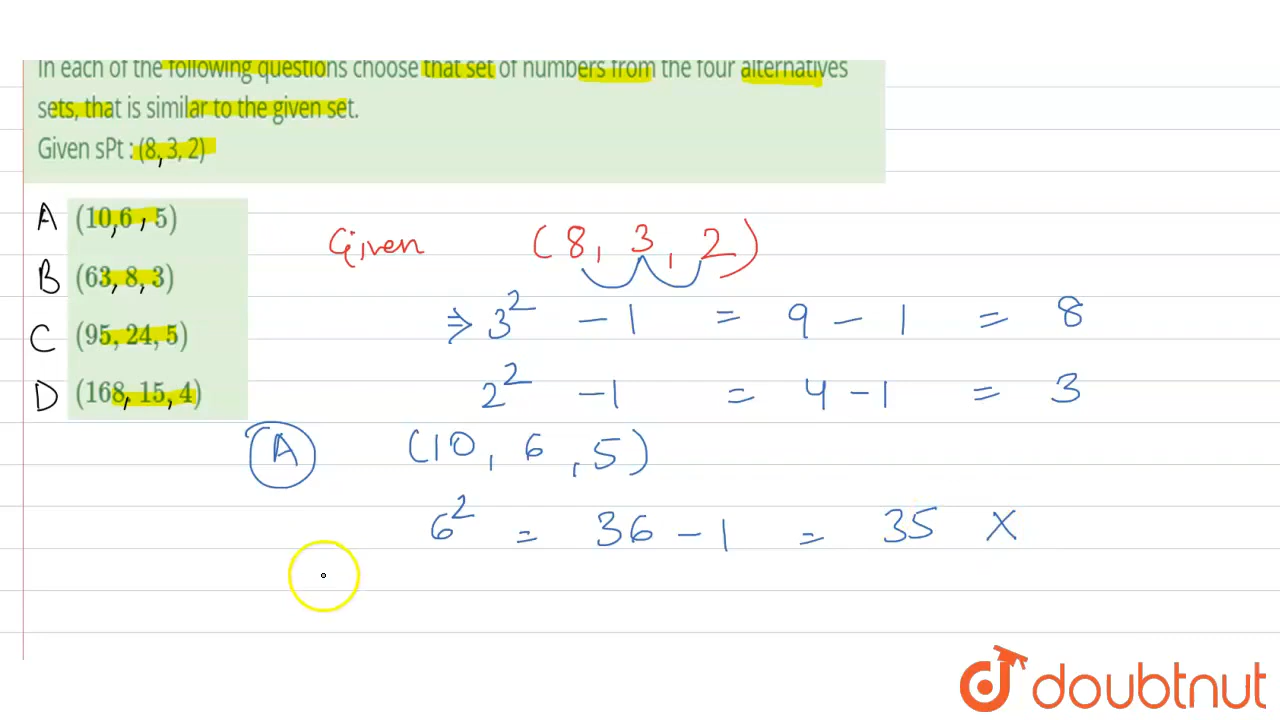 In each of the following questions choose that set of numbers from the four alternatives
sets, that is similar to the given set.
Given sPt : (8, 3, 2)
A (10,6 , 5)
B (63, 8, 3)
C (95, 24, 5)
D (168, 15, 4)
Given (8, 3, 2)
⇒ 3² - 1 = 9 - 1 = 8
2² - 1 = 4 - 1 = 3
A (10, 6, 5)
6² = 36 - 1 = 35 X
doubtnut